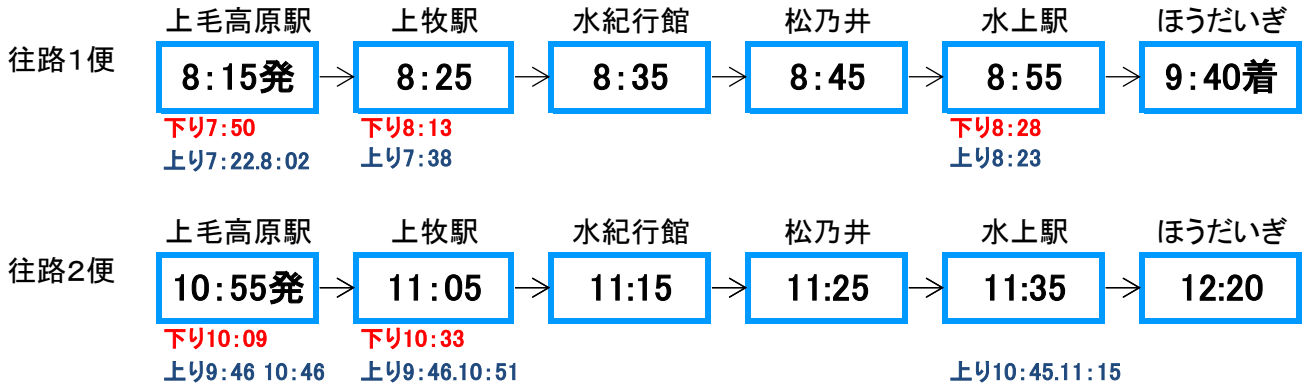 上毛高原駅 上牧駅 水紀行館 松乃井 水上駅 ほうだいぎ
往路1便 8:15発 → 8:25 → 8:35 → 8:45 → 8:55 → 9:40着
下り7:50 下り8:13 下り8:28
上り7:22.8:02 上り7:38 上り8:23
上毛高原駅 上牧駅 水紀行館 松乃井 水上駅 ほうだいぎ
往路2便 10:55発 → 11:05 → 11:15 → 11:25 → 11:35 → 12:20
下り10:09 下り10:33
上り9:46 10:46 上り9:46.10:51 上り10:45.11:15